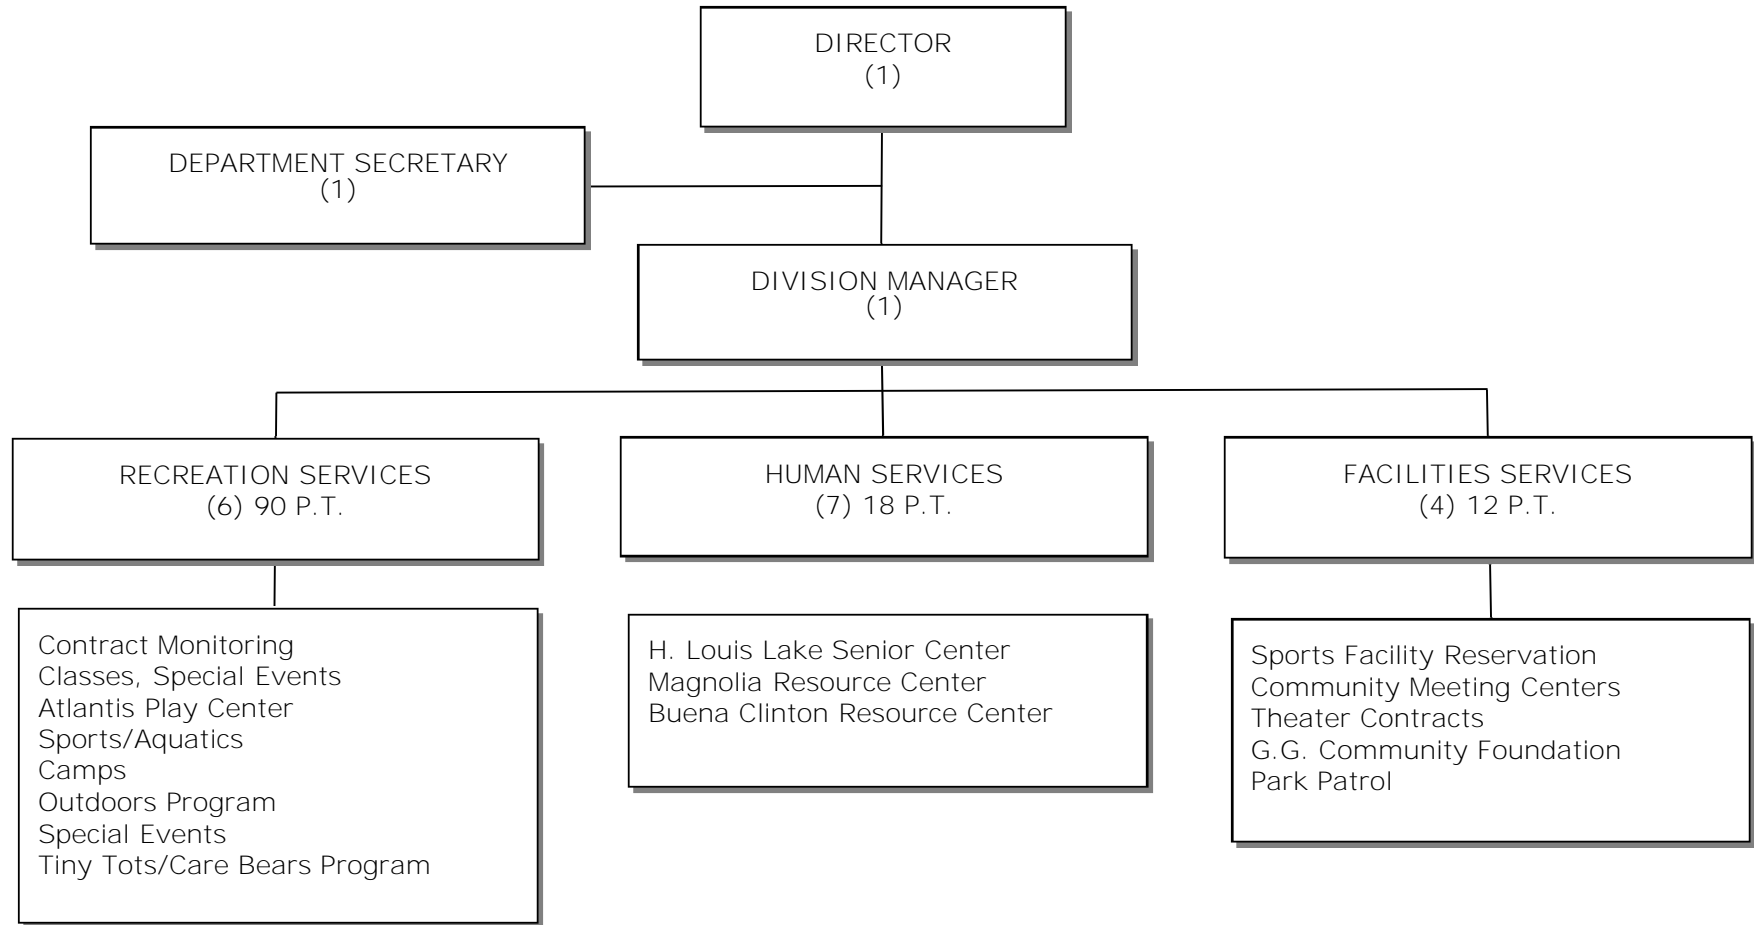 DIRECTOR
(1)
DEPARTMENT SECRETARY
(1)
DIVISION MANAGER
(1)
RECREATION SERVICES
(6) 90 P.T.
HUMAN SERVICES
(7) 18 P.T.
FACILITIES SERVICES
(4) 12 P.T.
Contract Monitoring
Classes, Special Events
Atlantis Play Center
Sports/Aquatics
Camps
Outdoors Program
Special Events
Tiny Tots/Care Bears Program
H. Louis Lake Senior Center
Magnolia Resource Center
Buena Clinton Resource Center
Sports Facility Reservation
Community Meeting Centers
Theater Contracts
G.G. Community Foundation
Park Patrol